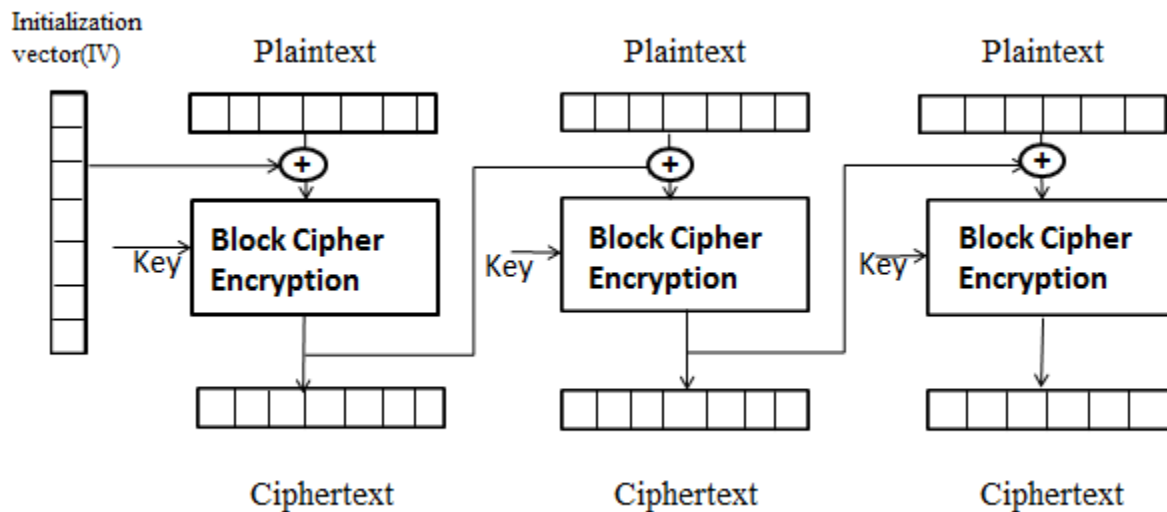 Initialization
vector(IV)
Plaintext
Plaintext
Plaintext
+
+
+
Key
Block Cipher
Encryption
Key
Block Cipher
Encryption
Key
Block Cipher
Encryption
Ciphertext
Ciphertext
Ciphertext